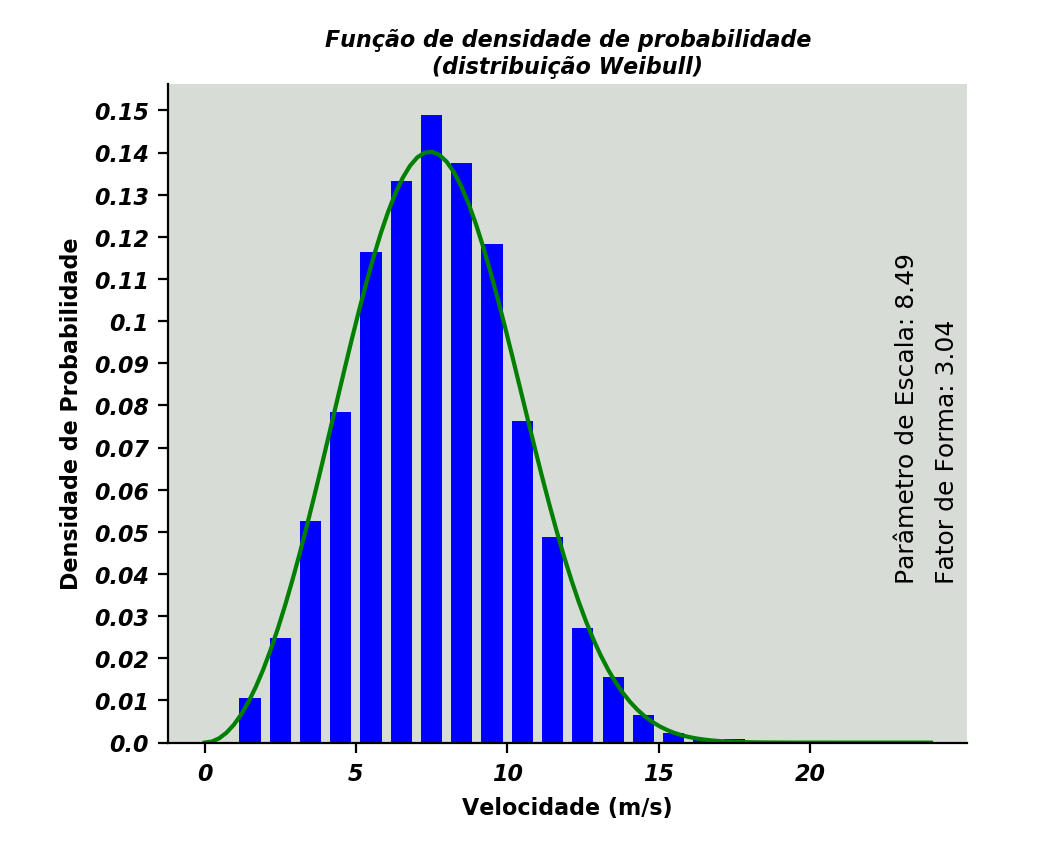 Função de densidade de probabilidade
(distribuição Weibull)
Densidade de Probabilidade
0.15
0.14
0.13
0.12
0.11
0.1
0.09
0.08
0.07
0.06
0.05
0.04
0.03
0.02
0.01
0.0
0 5 10 15 20
Velocidade (m/s)
Parâmetro de Escala: 8.49
Fator de Forma: 3.04